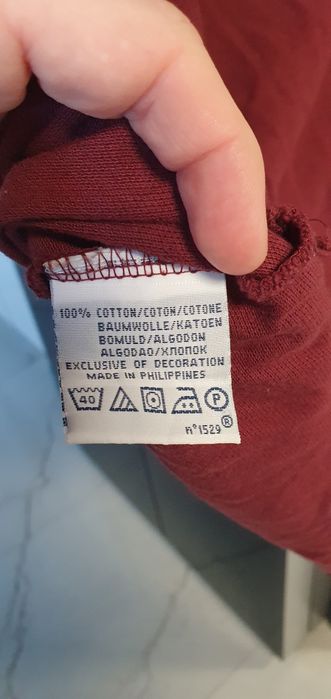 100% COTTON/COTON/COTONE
BAUMWOLLE/KATOEN
BOMULD/ALGODON
ALGODAO/ХЛОПОК
EXCLUSIVE OF DECORATION
MADE IN PHILIPPINES
40 P
N°1529 ®